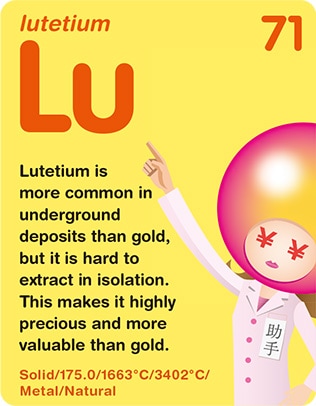 lutetium
71
Lu
Lutetium is
more common in
underground
deposits than gold,
but it is hard to
extract in isolation.
This makes it highly
precious and more
valuable than gold.
Solid/175.0/1663°C/3402°C/
Metal/Natural
¥ ¥
助
手